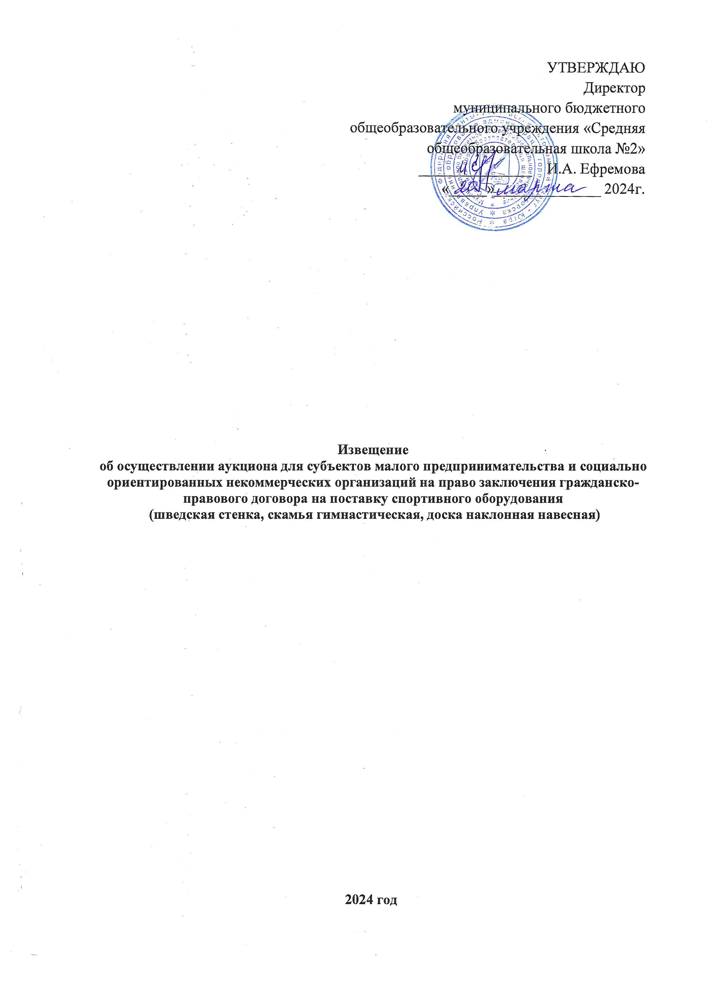 УТВЕРЖДАЮ
Директор
муниципального бюджетного
общеобразовательного учреждения «Средняя
общеобразовательная школа №2»
И.А. Ефремова
«20» марта 2024г.
Извещение
об осуществлении аукциона для субъектов малого предпринимательства и социально
ориентированных некоммерческих организаций на право заключения гражданско-
правового договора на поставку спортивного оборудования
(шведская стенка, скамья гимнастическая, доска наклонная навесная)
2024 год